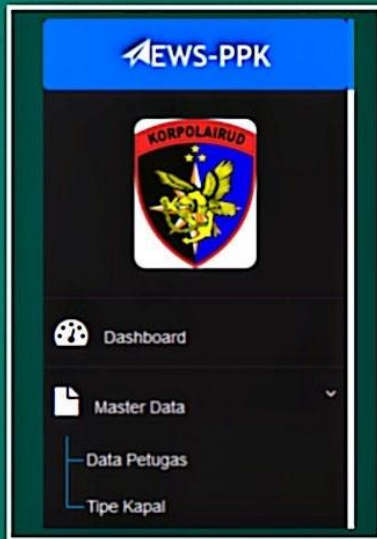 EWS-PPK
KORPOLAIRUD
Dashboard
Master Data
Data Petugas
Tipe Kapal